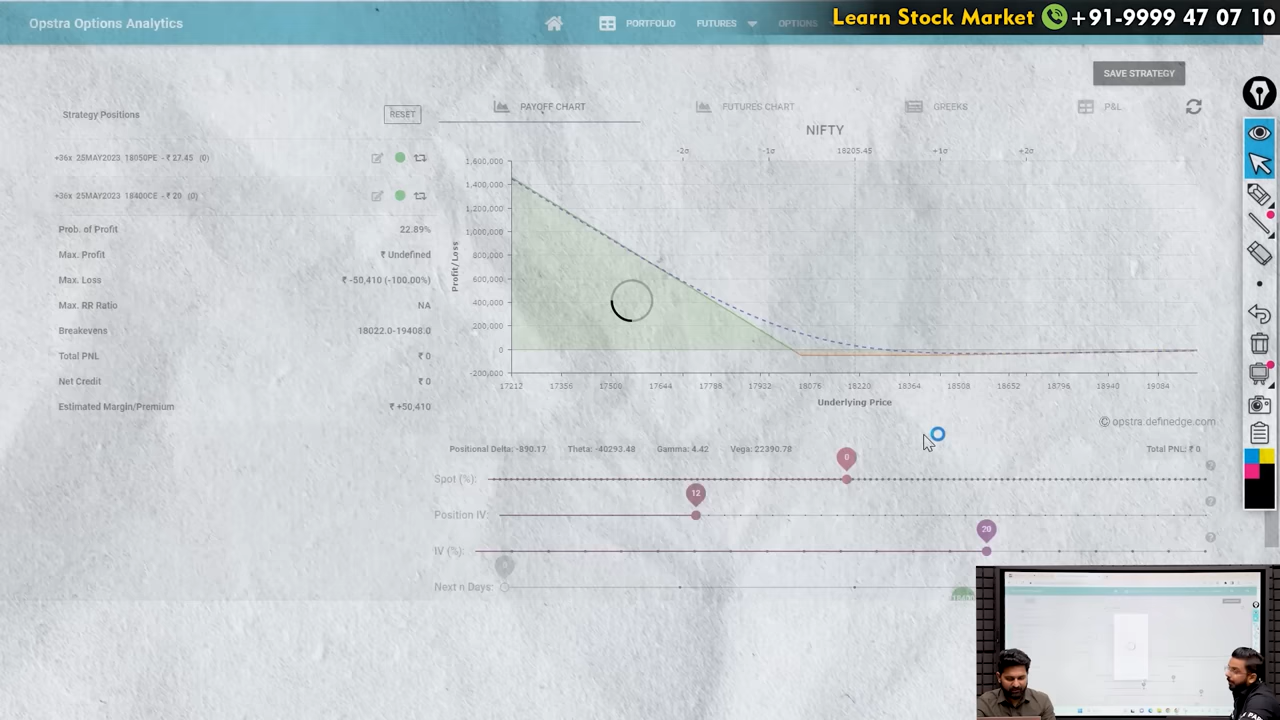 Opstra Options Analytics
PORTFOLIO
FUTURES
OPTIONS
Learn Stock Market +91-9999 47 07 10
SAVE STRATEGY
Strategy Positions
RESET
PAYOFF CHART
FUTURES CHART
GREEKS
P&L
NIFTY
-2σ
-1σ
18205.45
+1σ
+2σ
+36x 25MAY2023 18050PE - ₹ 27.45 (0)
+36x 25MAY2023 18400CE - ₹ 20 (0)
Prob. of Profit 22.89%
Max. Profit ₹ Undefined
Max. Loss ₹ -50,410 (-100.00%)
Max. RR Ratio NA
Breakevens 18022.0-19408.0
Total PNL ₹ 0
Net Credit ₹ 0
Estimated Margin/Premium ₹ +50,410
Profit/Loss
1,600,000
1,400,000
1,200,000
1,000,000
800,000
600,000
400,000
200,000
0
-200,000
17212 17356 17500 17644 17788 17932 18076 18220 18364 18508 18652 18796 18940 19084
Underlying Price
© opstra.definedge.com
Positional Delta: -890.17 Theta: -40293.48 Gamma: 4.42 Vega: 22390.78 Total PNL: ₹ 0
0
Spot (%):
12
Position IV:
20
IV (%):
0
Next n Days: